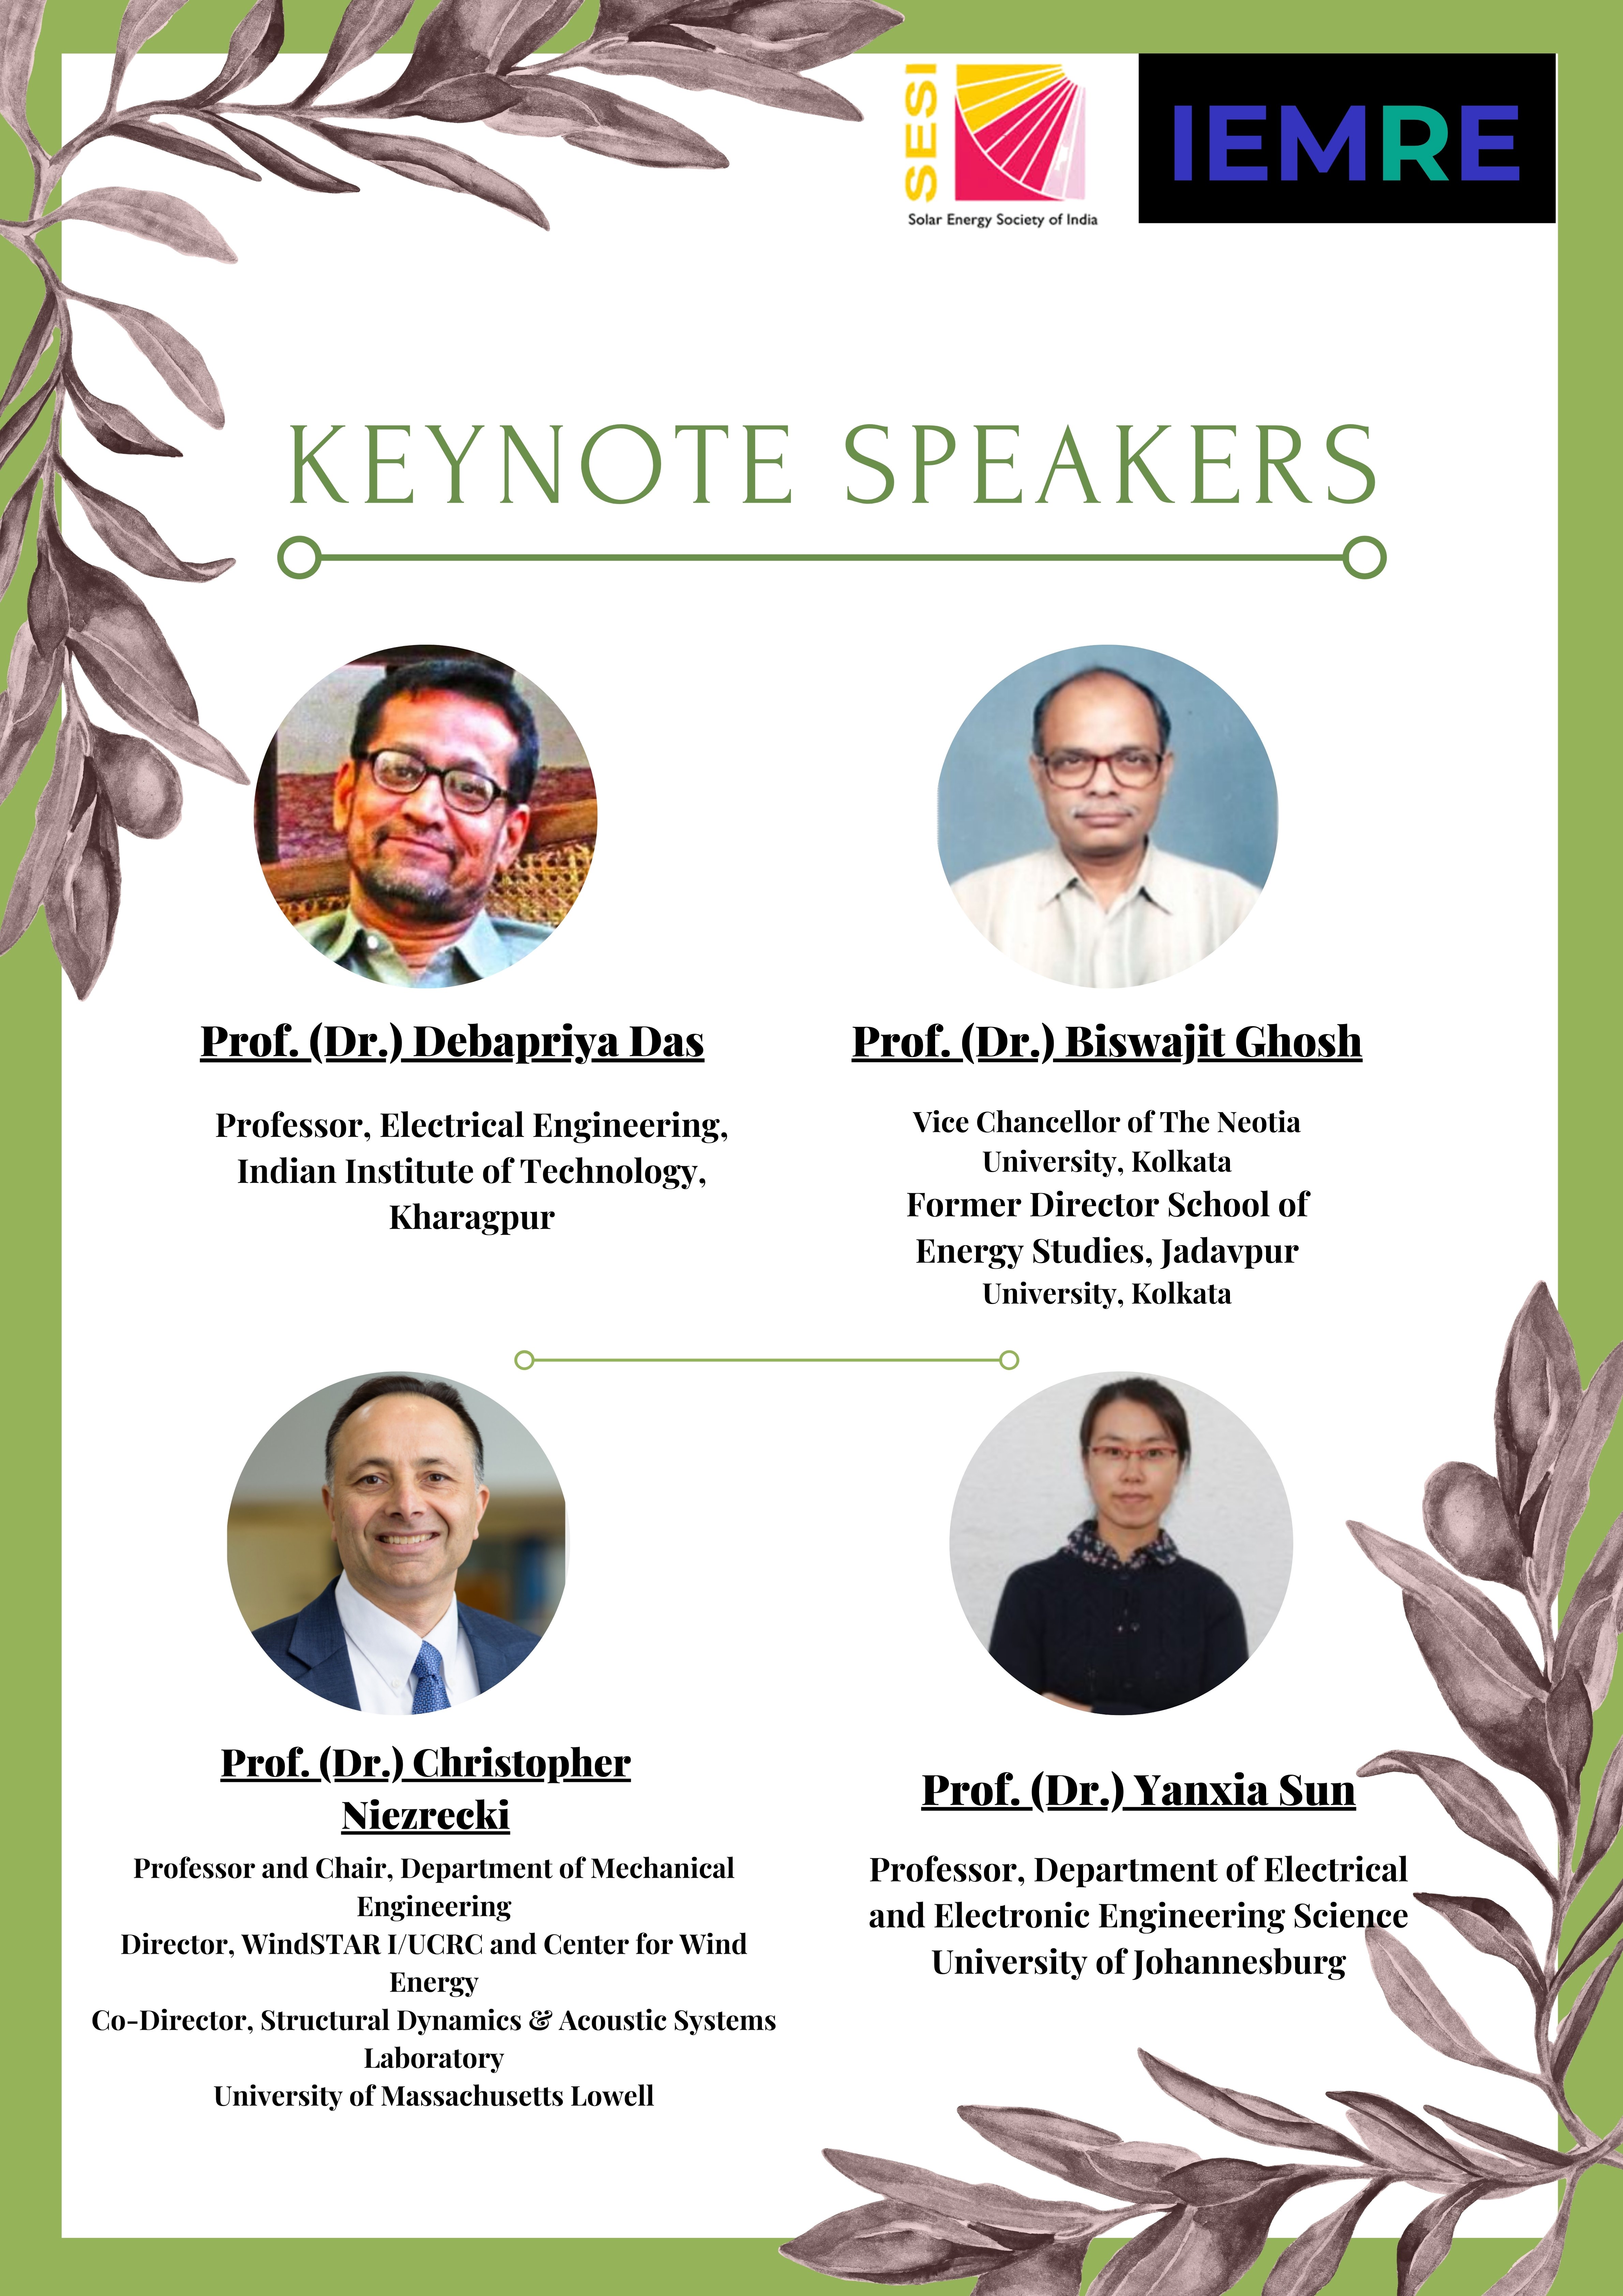 SESI
Solar Energy Society of India
IEMRE
KEYNOTE SPEAKERS
Prof. (Dr.) Debapriya Das
Professor, Electrical Engineering,
Indian Institute of Technology,
Kharagpur
Prof. (Dr.) Biswajit Ghosh
Vice Chancellor of The Neotia
University, Kolkata
Former Director School of
Energy Studies, Jadavpur
University, Kolkata
Prof. (Dr.) Christopher
Niezrecki
Professor and Chair, Department of Mechanical
Engineering
Director, WindSTAR I/UCRC and Center for Wind
Energy
Co-Director, Structural Dynamics & Acoustic Systems
Laboratory
University of Massachusetts Lowell
Prof. (Dr.) Yanxia Sun
Professor, Department of Electrical
and Electronic Engineering Science
University of Johannesburg